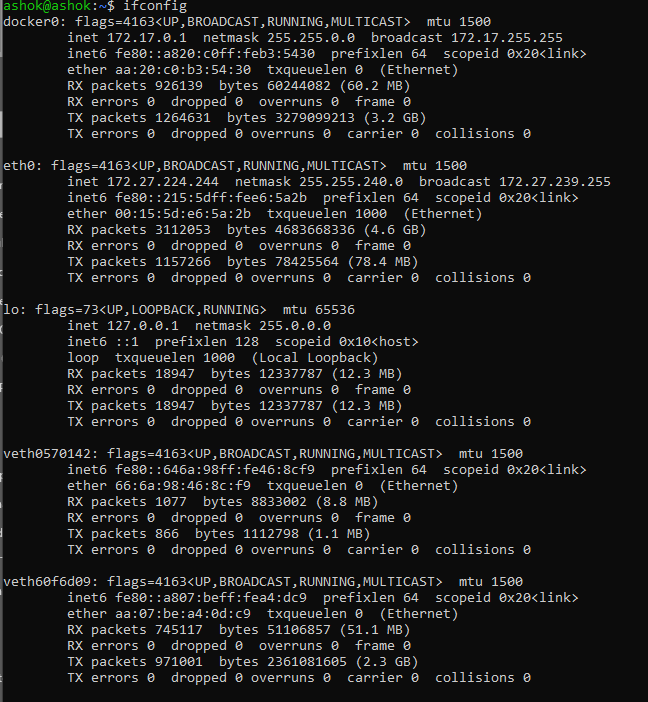 ashok@ashok:~$ ifconfig
docker0: flags=4163<UP,BROADCAST,RUNNING,MULTICAST>  mtu 1500
        inet 172.17.0.1  netmask 255.255.0.0  broadcast 172.17.255.255
        inet6 fe80::a820:c0ff:feb3:5430  prefixlen 64  scopeid 0x20<link>
        ether aa:20:c0:b3:54:30  txqueuelen 0  (Ethernet)
        RX packets 926139  bytes 60244082 (60.2 MB)
        RX errors 0  dropped 0  overruns 0  frame 0
        TX packets 1264631  bytes 3279099213 (3.2 GB)
        TX errors 0  dropped 0 overruns 0  carrier 0  collisions 0

eth0: flags=4163<UP,BROADCAST,RUNNING,MULTICAST>  mtu 1500
        inet 172.27.224.244  netmask 255.255.240.0  broadcast 172.27.239.255
        inet6 fe80::215:5dff:fee6:5a2b  prefixlen 64  scopeid 0x20<link>
        ether 00:15:5d:e6:5a:2b  txqueuelen 1000  (Ethernet)
        RX packets 3112053  bytes 4683668336 (4.6 GB)
        RX errors 0  dropped 0  overruns 0  frame 0
        TX packets 1157266  bytes 78425564 (78.4 MB)
        TX errors 0  dropped 0 overruns 0  carrier 0  collisions 0

lo: flags=73<UP,LOOPBACK,RUNNING>  mtu 65536
        inet 127.0.0.1  netmask 255.0.0.0
        inet6 ::1  prefixlen 128  scopeid 0x10<host>
        loop  txqueuelen 1000  (Local Loopback)
        RX packets 18947  bytes 12337787 (12.3 MB)
        RX errors 0  dropped 0  overruns 0  frame 0
        TX packets 18947  bytes 12337787 (12.3 MB)
        TX errors 0  dropped 0 overruns 0  carrier 0  collisions 0

veth0570142: flags=4163<UP,BROADCAST,RUNNING,MULTICAST>  mtu 1500
        inet6 fe80::646a:98ff:fe46:8cf9  prefixlen 64  scopeid 0x20<link>
        ether 66:6a:98:46:8c:f9  txqueuelen 0  (Ethernet)
        RX packets 1077  bytes 8833002 (8.8 MB)
        RX errors 0  dropped 0  overruns 0  frame 0
        TX packets 866  bytes 1112798 (1.1 MB)
        TX errors 0  dropped 0 overruns 0  carrier 0  collisions 0

veth60f6d09: flags=4163<UP,BROADCAST,RUNNING,MULTICAST>  mtu 1500
        inet6 fe80::a807:beff:fea4:dc9  prefixlen 64  scopeid 0x20<link>
        ether aa:07:be:a4:0d:c9  txqueuelen 0  (Ethernet)
        RX packets 745117  bytes 51106857 (51.1 MB)
        RX errors 0  dropped 0  overruns 0  frame 0
        TX packets 971001  bytes 2361081605 (2.3 GB)
        TX errors 0  dropped 0 overruns 0  carrier 0  collisions 0